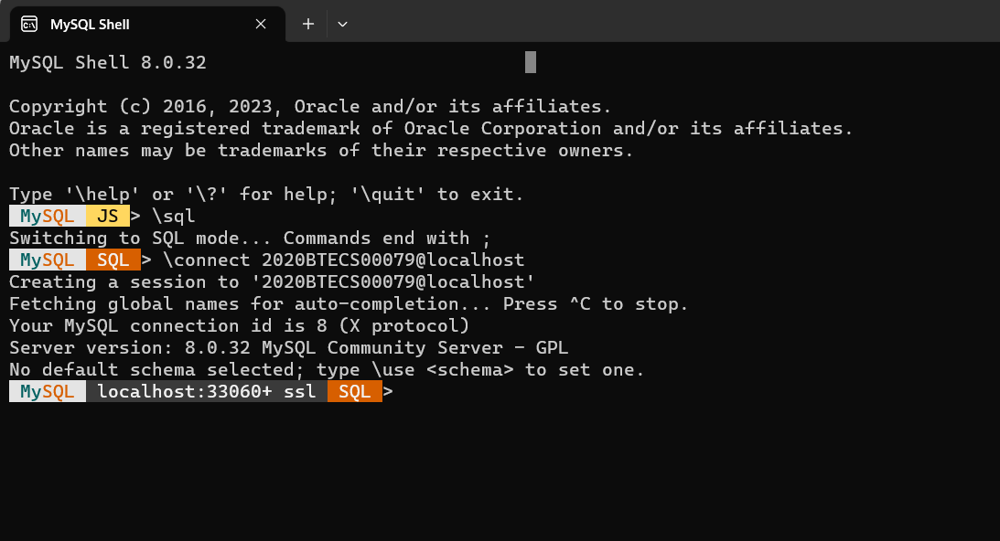 MySQL Shell
MySQL Shell 8.0.32
Copyright (c) 2016, 2023, Oracle and/or its affiliates.
Oracle is a registered trademark of Oracle Corporation and/or its affiliates.
Other names may be trademarks of their respective owners.
Type '\help' or '\?' for help; '\quit' to exit.
MySQL JS > \sql
Switching to SQL mode... Commands end with ;
MySQL SQL > \connect 2020BTECS00079@localhost
Creating a session to '2020BTECS00079@localhost'
Fetching global names for auto-completion... Press ^C to stop.
Your MySQL connection id is 8 (X protocol)
Server version: 8.0.32 MySQL Community Server - GPL
No default schema selected; type \use <schema> to set one.
MySQL localhost:33060+ ssl SQL >